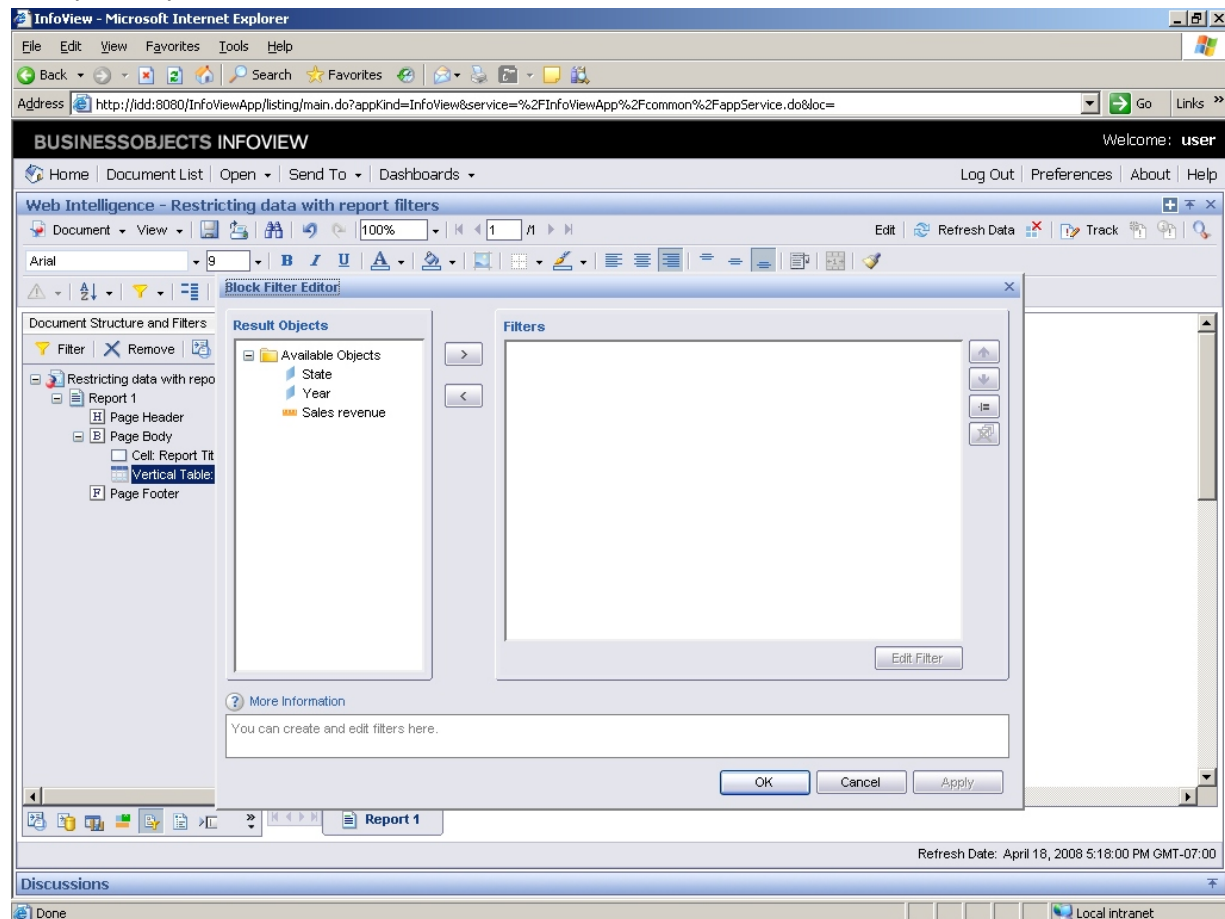 InfoView - Microsoft Internet Explorer
File Edit View Favorites Tools Help
Back Search Favorites
Address http://idd:8080/InfoViewApp/listing/main.do?appKind=InfoView&service=%2FInfoViewApp%2Fcommon%2FappService.do&loc= Go Links »
BUSINESSOBJECTS INFOVIEW Welcome: user
Home Document List Open Send To Dashboards Log Out Preferences About Help
Web Intelligence - Restricting data with report filters
Document View 100% 1 /1 Edit Refresh Data Track
Arial 9 B I U A
Block Filter Editor
Document Structure and Filters
Filter Remove
Restricting data with repo
Report 1
H Page Header
B Page Body
Cell: Report Tit
Vertical Table:
F Page Footer
Result Objects
Available Objects
State
Year
Sales revenue
>
<
Filters
Edit Filter
? More Information
You can create and edit filters here.
OK Cancel Apply
» Report 1
Refresh Date: April 18, 2008 5:18:00 PM GMT-07:00
Discussions
Done Local intranet